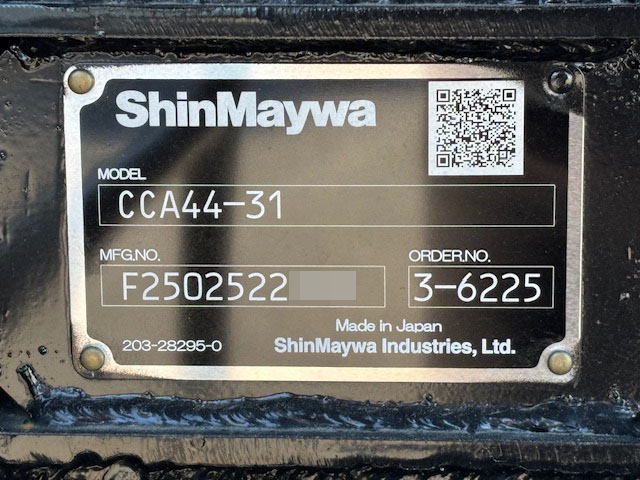 ShinMaywa
MODEL
CCA44-31
MFG.NO.
F2502522
ORDER.NO.
3-6225
Made in Japan
203-28295-0
ShinMaywa Industries, Ltd.